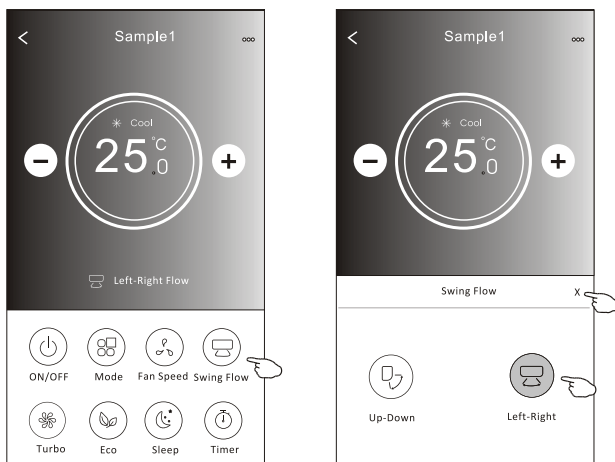 Sample1
Cool
25.0°C
Left-Right Flow
ON/OFF Mode Fan Speed Swing Flow
Turbo Eco Sleep Timer
Sample1
Cool
25.0°C
Swing Flow X
Up-Down Left-Right